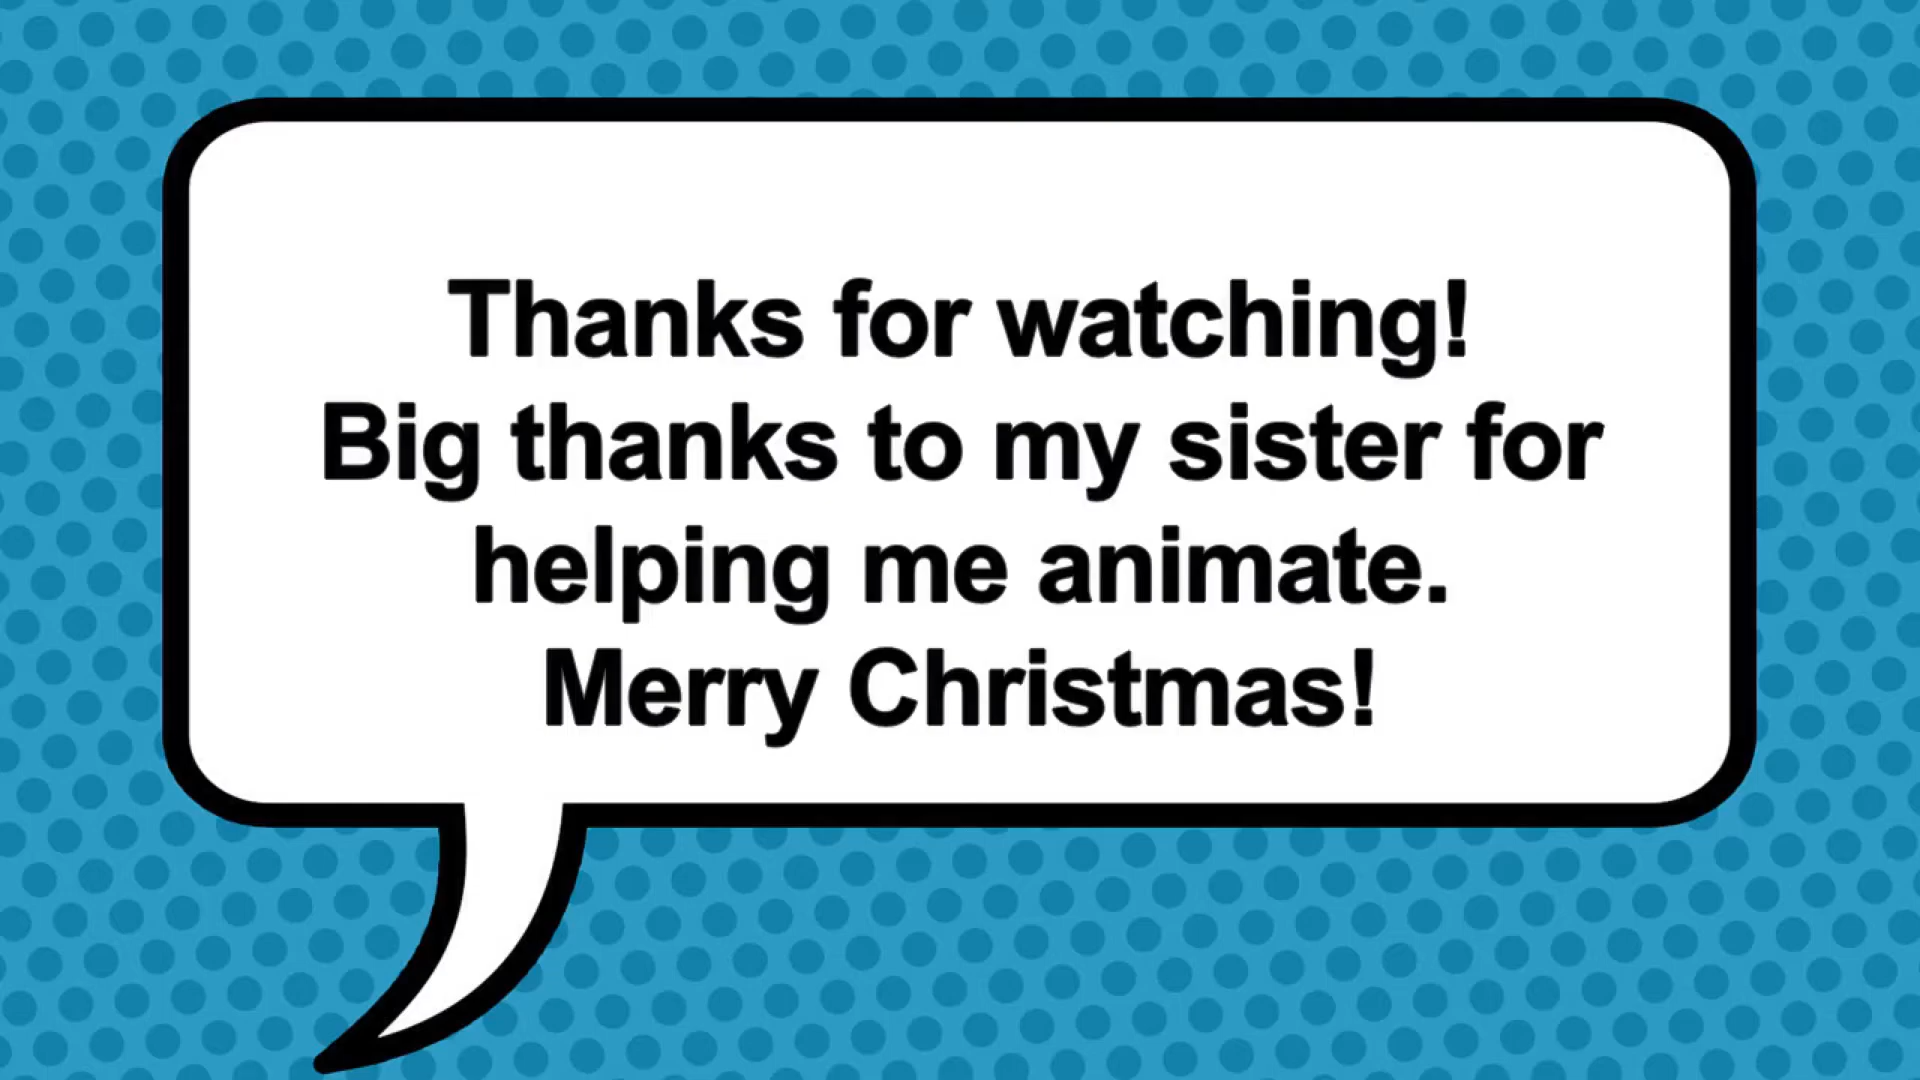 Thanks for watching!
Big thanks to my sister for
helping me animate.
Merry Christmas!